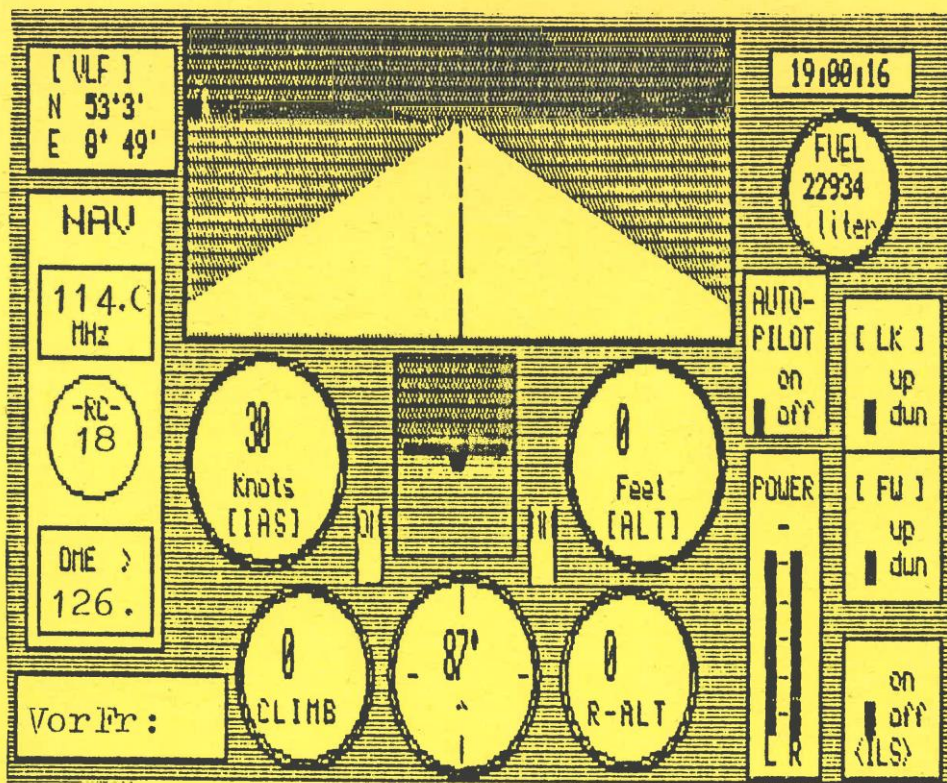 [ VLF ]
N 53°3'
E 8° 49'
19:00:16
FUEL
22934
liter
NAV
114.
MHz
-RC-
18
DME >
126.
30
Knots
[IAS]
0
Feet
[ALT]
AUTO-
PILOT
on
off
[ LK ]
up
dwn
POWER
L R
[ FW ]
up
dwn
0
CLIMB
87°
0
R-ALT
on
off
<ILS>
VorFr: